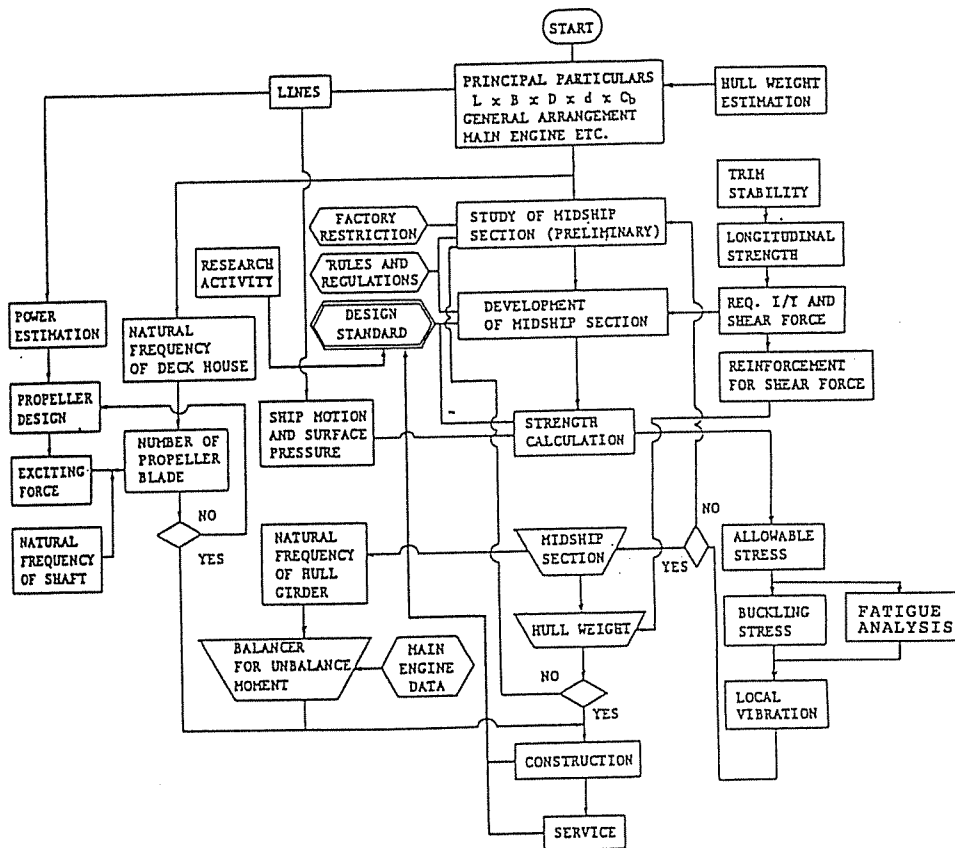 START
PRINCIPAL PARTICULARS
L x B x D x d x Cb
GENERAL ARRANGEMENT
MAIN ENGINE ETC.
HULL WEIGHT
ESTIMATION
LINES
TRIM
STABILITY
FACTORY
RESTRICTION
STUDY OF MIDSHIP
SECTION (PRELIMINARY)
LONGITUDINAL
STRENGTH
RESEARCH
ACTIVITY
RULES AND
REGULATIONS
DESIGN
STANDARD
DEVELOPMENT
OF MIDSHIP SECTION
REQ. I/Y AND
SHEAR FORCE
POWER
ESTIMATION
NATURAL
FREQUENCY
OF DECK HOUSE
REINFORCEMENT
FOR SHEAR FORCE
PROPELLER
DESIGN
SHIP MOTION
AND SURFACE
PRESSURE
STRENGTH
CALCULATION
NUMBER OF
PROPELLER
BLADE
EXCITING
FORCE
NO
YES
NATURAL
FREQUENCY
OF SHAFT
NATURAL
FREQUENCY
OF HULL
GIRDER
MIDSHIP
SECTION
NO
YES
ALLOWABLE
STRESS
HULL WEIGHT
BUCKLING
STRESS
FATIGUE
ANALYSIS
BALANCER
FOR UNBALANCE
MOMENT
MAIN
ENGINE
DATA
NO
YES
LOCAL
VIBRATION
CONSTRUCTION
SERVICE